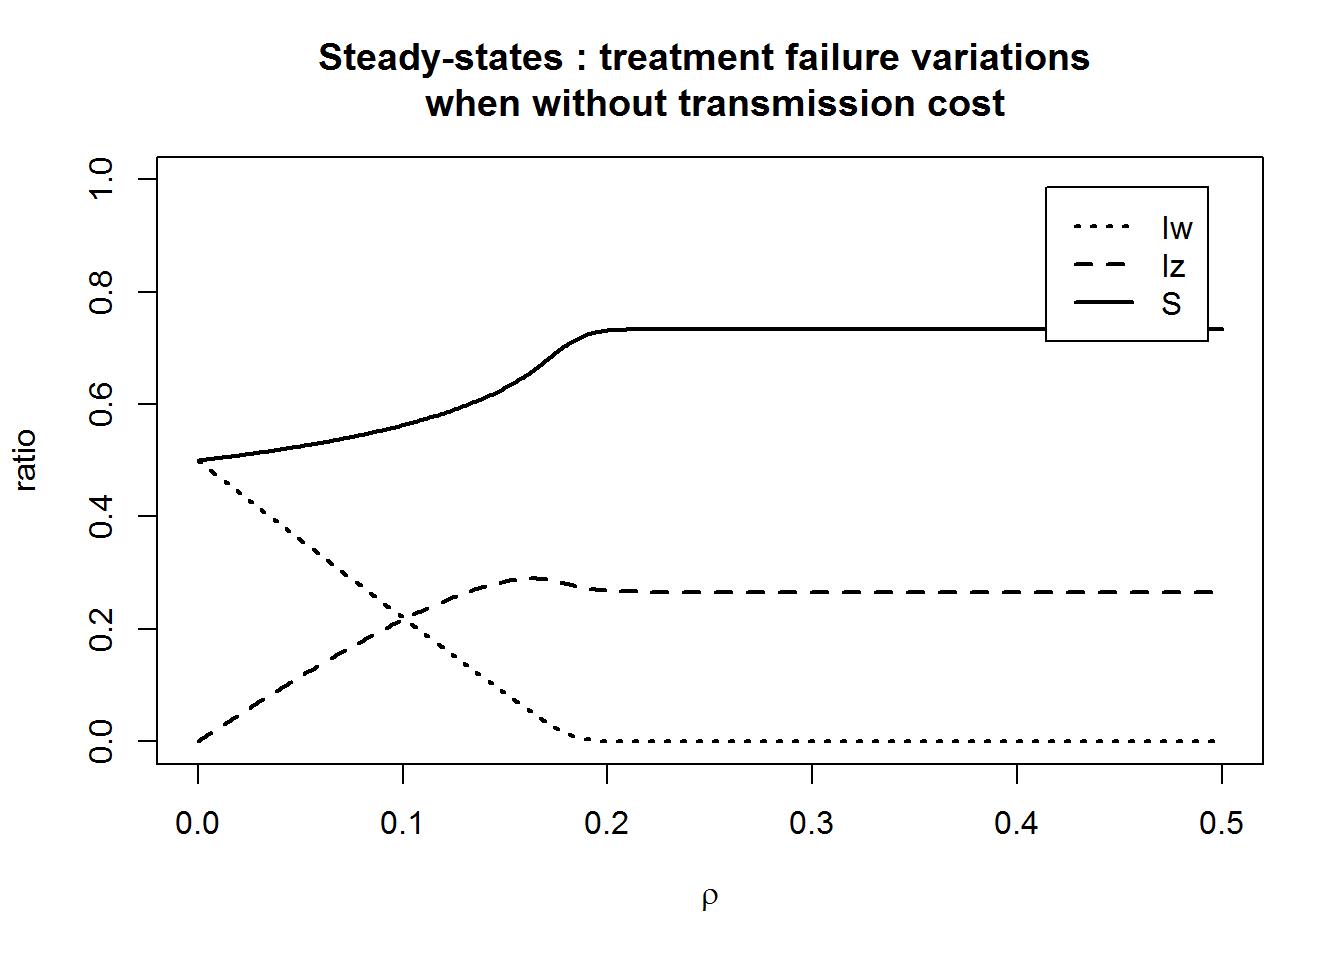 Steady-states : treatment failure variations
when without transmission cost
1.0
0.8
0.6
0.4
0.2
0.0
ratio
Iw
Iz
S
0.0 0.1 0.2 0.3 0.4 0.5
ρ